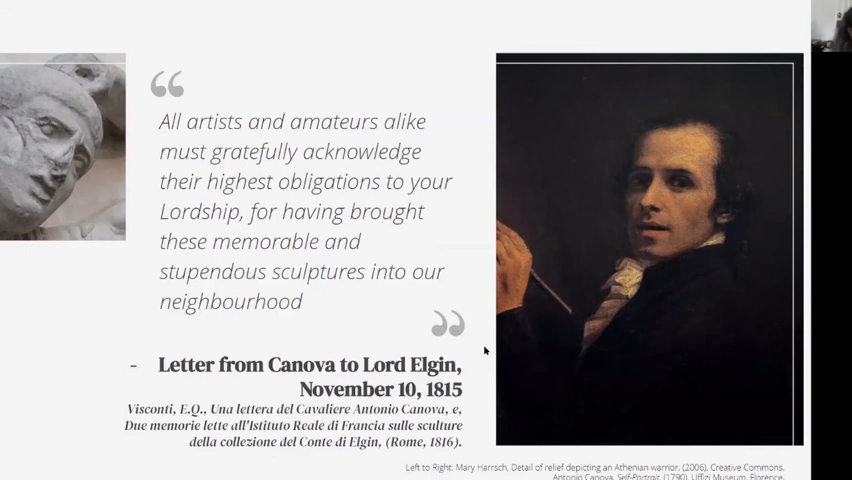 “
All artists and amateurs alike
must gratefully acknowledge
their highest obligations to your
Lordship, for having brought
these memorable and
stupendous sculptures into our
neighbourhood
”
- Letter from Canova to Lord Elgin,
November 10, 1815
Visconti, E.Q., Una lettera del Cavaliere Antonio Canova, e,
Due memorie lette all'Istituto Reale di Francia sulle sculture
della collezione del Conte di Elgin, (Rome, 1816).
Left to Right: Mary Harrsch, Detail of relief depicting an Athenian warrior. (2006), Creative Commons.
Antonio Canova, Self-Portrait. (1790), Uffizi Museum, Florence.